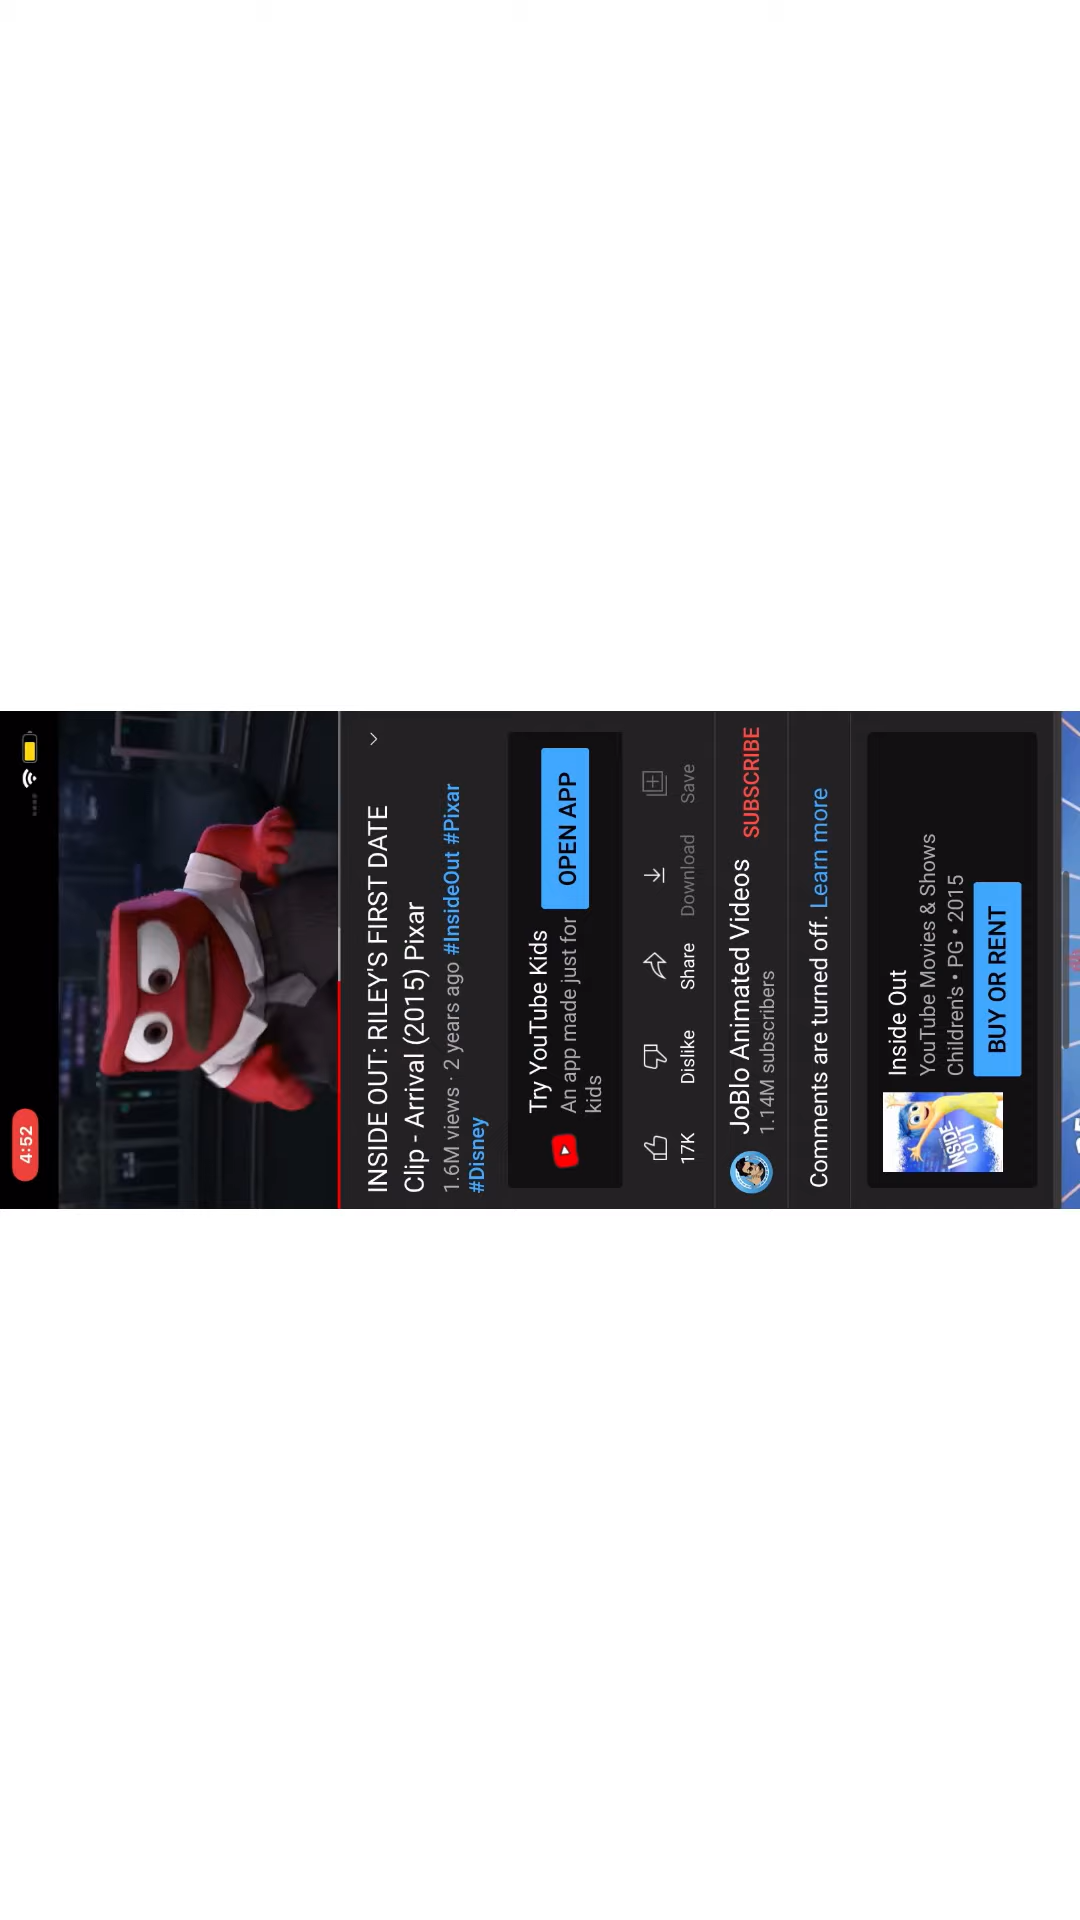 4:52
INSIDE OUT: RILEY'S FIRST DATE
Clip - Arrival (2015) Pixar
1.6M views · 2 years ago #InsideOut #Pixar
#Disney
Try YouTube Kids
An app made just for
kids
OPEN APP
17K
Dislike
Share
Download
Save
JoBlo Animated Videos
1.14M subscribers
SUBSCRIBE
Comments are turned off. Learn more
INSIDE
OUT
Inside Out
YouTube Movies & Shows
Children's • PG • 2015
BUY OR RENT